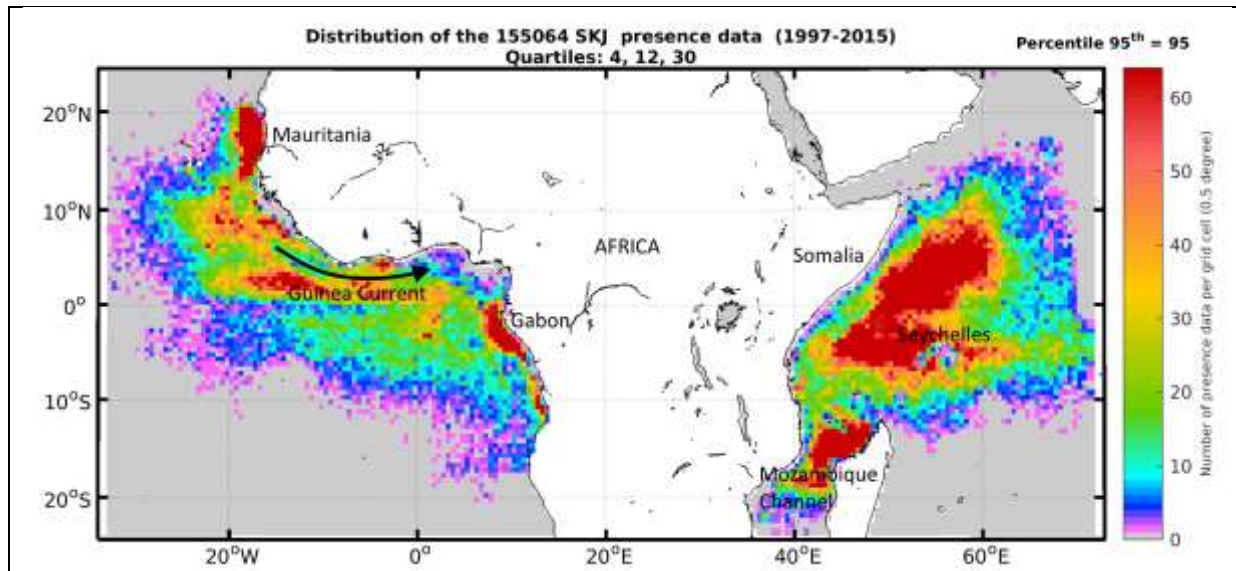 Distribution of the 155064 SKJ presence data (1997-2015)
Quartiles: 4, 12, 30
Percentile 95th = 95
20°N
10°N
0°
10°S
20°S
20°W
0°
20°E
40°E
60°E
Mauritania
AFRICA
Somalia
Guinea Current
Gabon
Seychelles
Mozambique
Channel
60
50
40
30
20
10
0
Number of presence data per grid cell (0.5 degree)